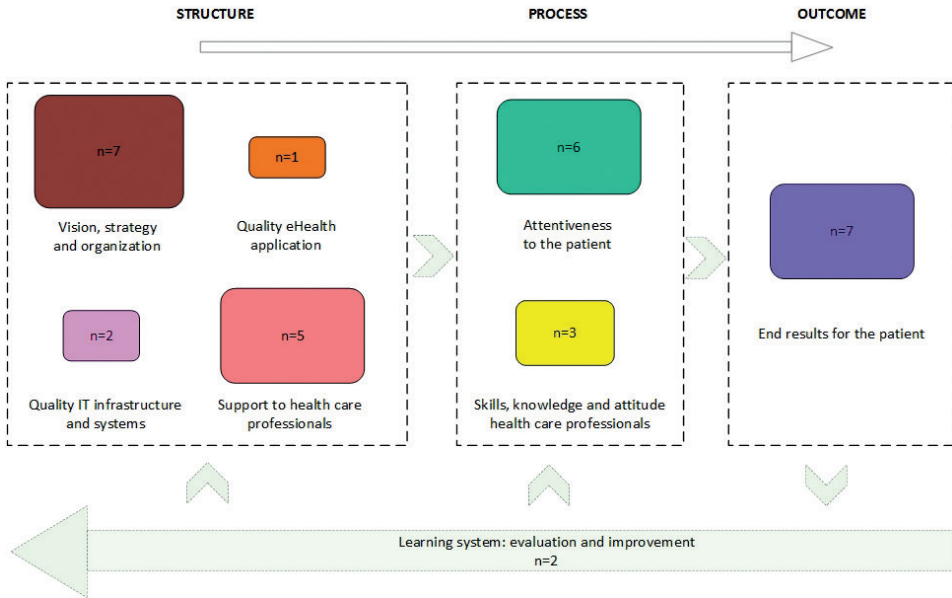 STRUCTURE
PROCESS
OUTCOME
n=7
Vision, strategy
and organization
n=1
Quality eHealth
application
n=2
Quality IT infrastructure
and systems
n=5
Support to health care
professionals
n=6
Attentiveness
to the patient
n=3
Skills, knowledge and attitude
health care professionals
n=7
End results for the patient
Learning system: evaluation and improvement
n=2